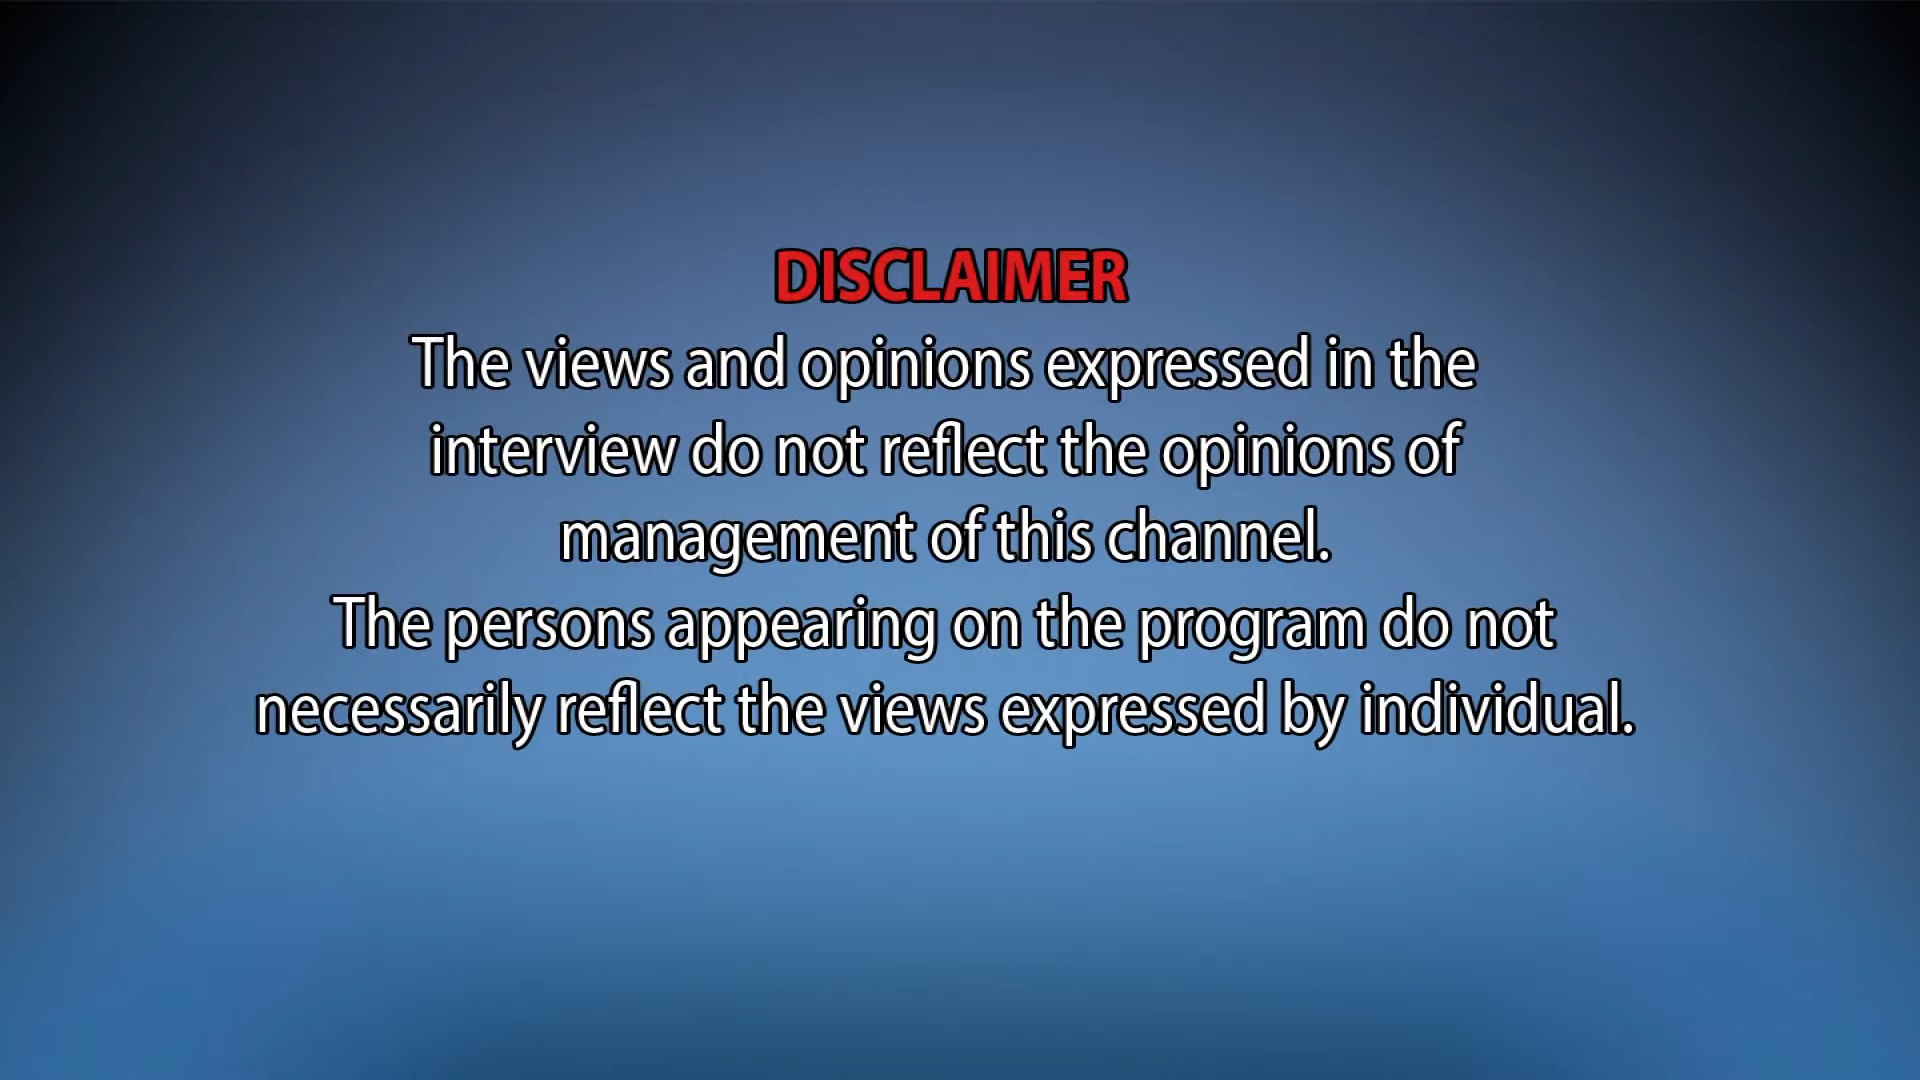 DISCLAIMER
The views and opinions expressed in the
interview do not reflect the opinions of
management of this channel.
The persons appearing on the program do not
necessarily reflect the views expressed by individual.